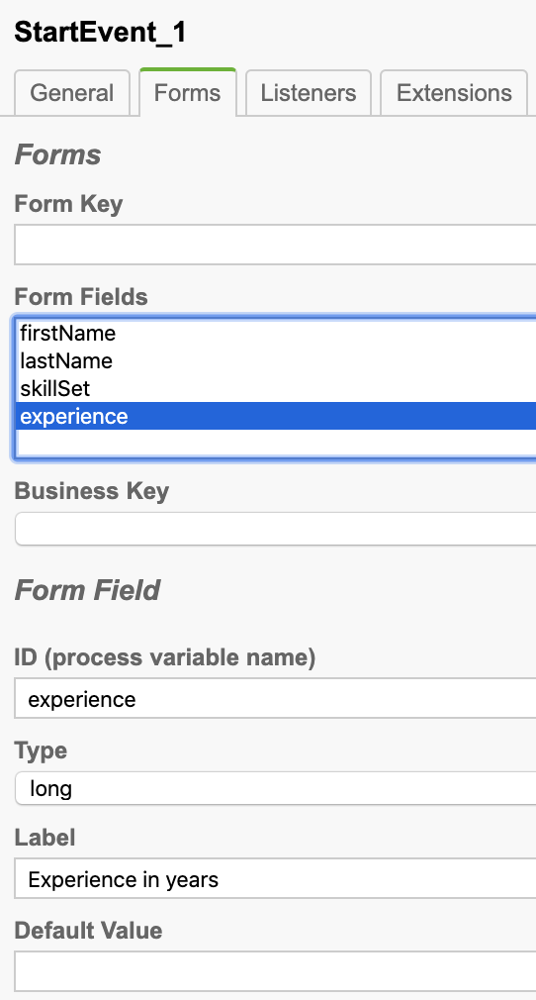 StartEvent_1
General Forms Listeners Extensions
Forms
Form Key
Form Fields
firstName
lastName
skillSet
experience
Business Key
Form Field
ID (process variable name)
experience
Type
long
Label
Experience in years
Default Value